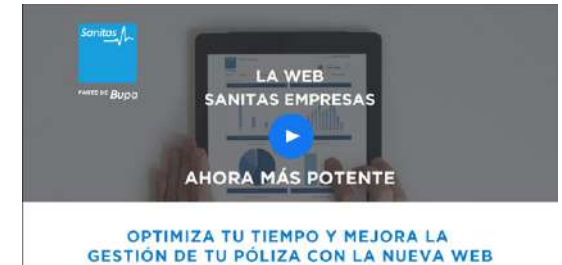 Sanitas
PARTE DE Bupa
LA WEB
SANITAS EMPRESAS
AHORA MÁS POTENTE
OPTIMIZA TU TIEMPO Y MEJORA LA
GESTIÓN DE TU PÓLIZA CON LA NUEVA WEB